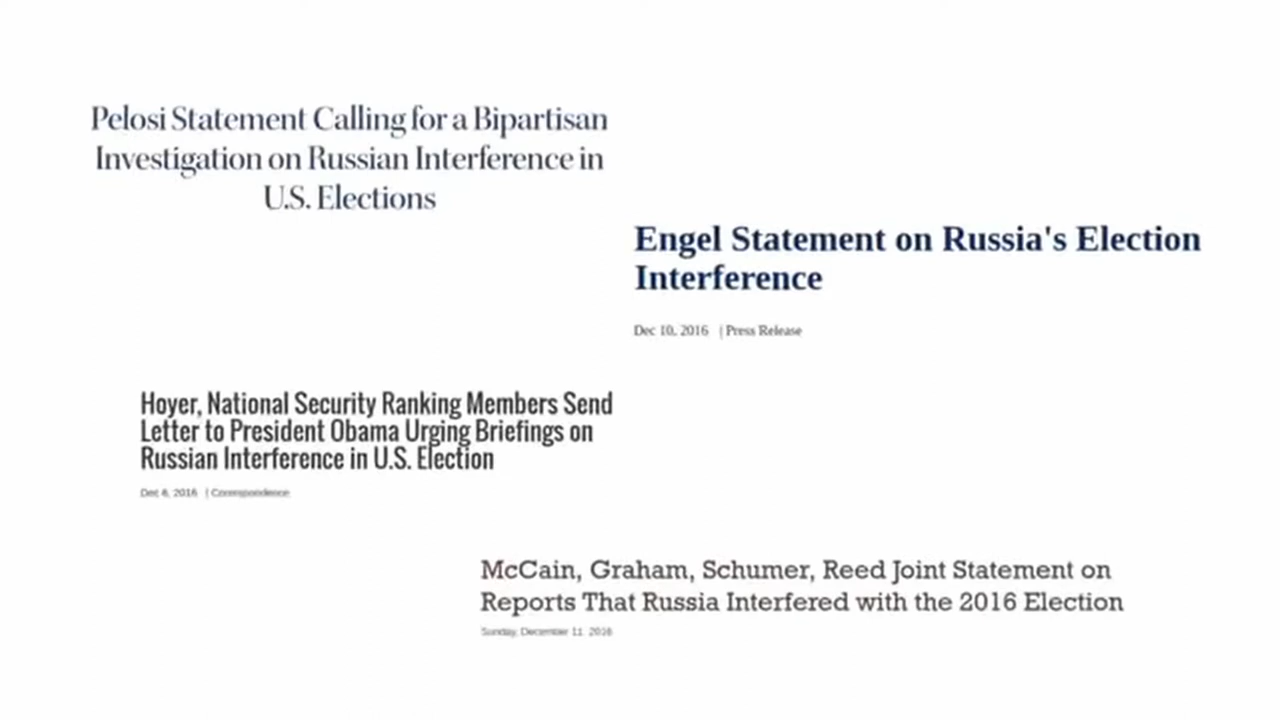 Pelosi Statement Calling for a Bipartisan
Investigation on Russian Interference in
U.S. Elections
Engel Statement on Russia's Election
Interference
Dec 10, 2016 | Press Release
Hoyer, National Security Ranking Members Send
Letter to President Obama Urging Briefings on
Russian Interference in U.S. Election
Dec 6, 2016 | Correspondence
McCain, Graham, Schumer, Reed Joint Statement on
Reports That Russia Interfered with the 2016 Election
Sunday, December 11, 2016